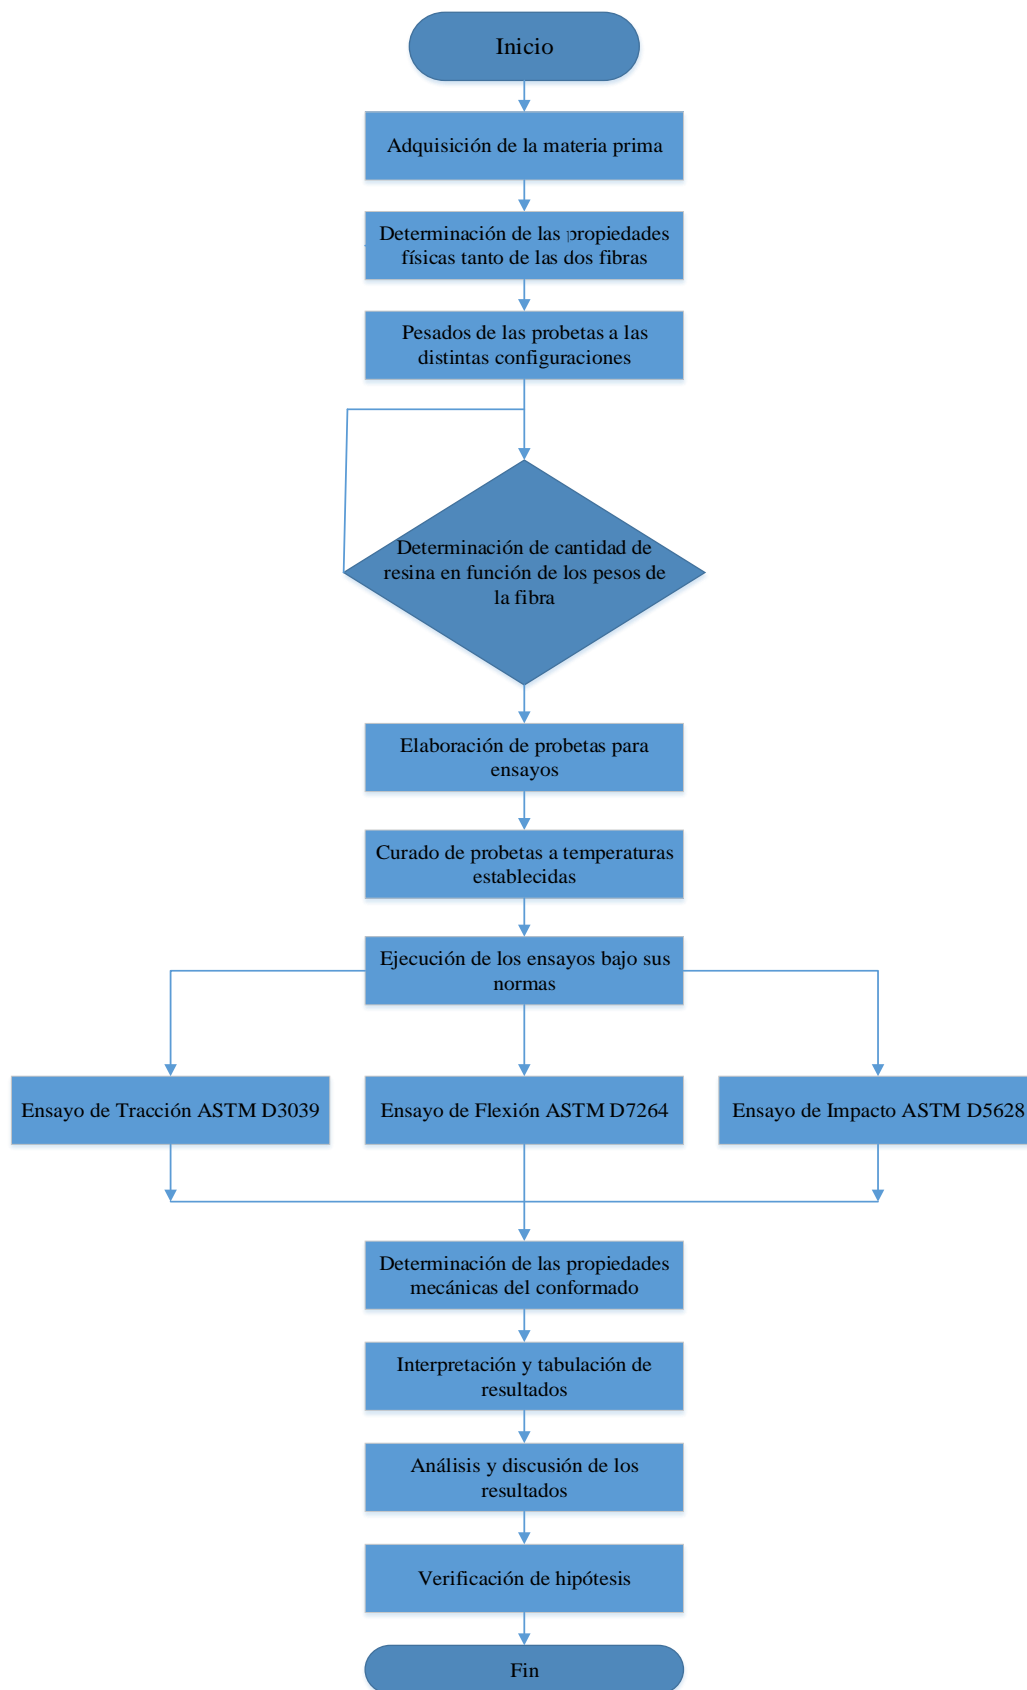 Inicio
Adquisición de la materia prima
Determinación de las propiedades
físicas tanto de las dos fibras
Pesados de las probetas a las
distintas configuraciones
Determinación de cantidad de
resina en función de los pesos de
la fibra
Elaboración de probetas para
ensayos
Curado de probetas a temperaturas
establecidas
Ejecución de los ensayos bajo sus
normas
Ensayo de Tracción ASTM D3039
Ensayo de Flexión ASTM D7264
Ensayo de Impacto ASTM D5628
Determinación de las propiedades
mecánicas del conformado
Interpretación y tabulación de
resultados
Análisis y discusión de los
resultados
Verificación de hipótesis
Fin